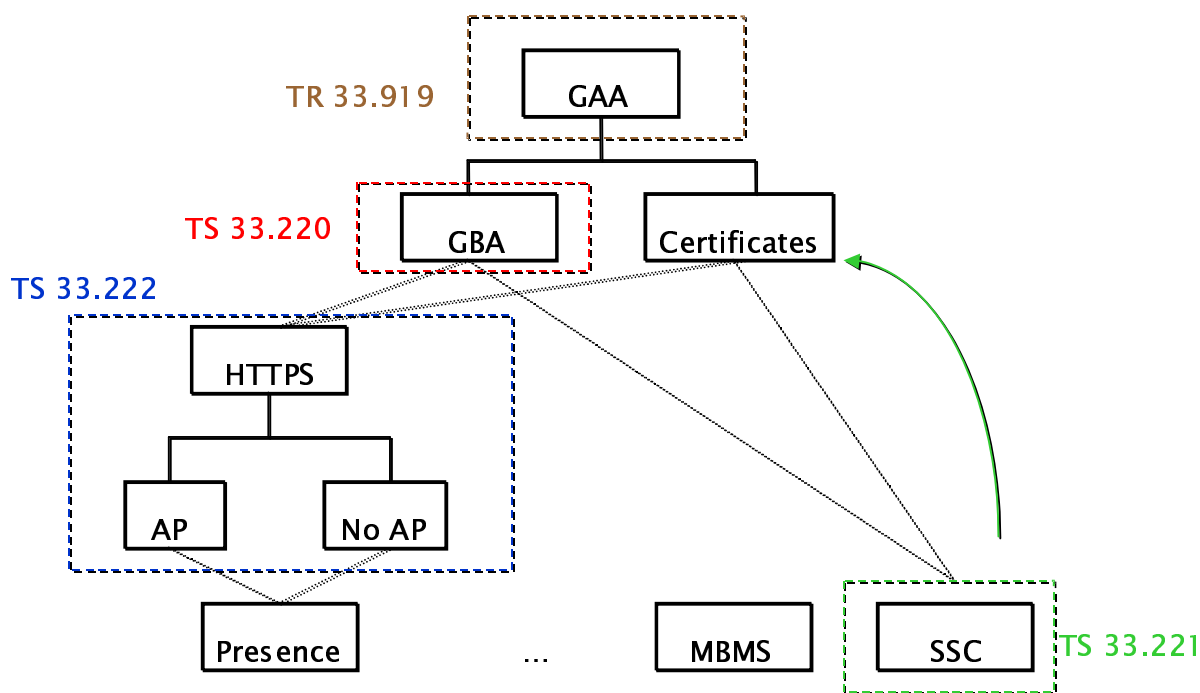 GAA
TR 33.919
TS 33.220
GBA
Certificates
TS 33.222
HTTPS
AP
No AP
Presence
...
MBMS
SSC
TS 33.221